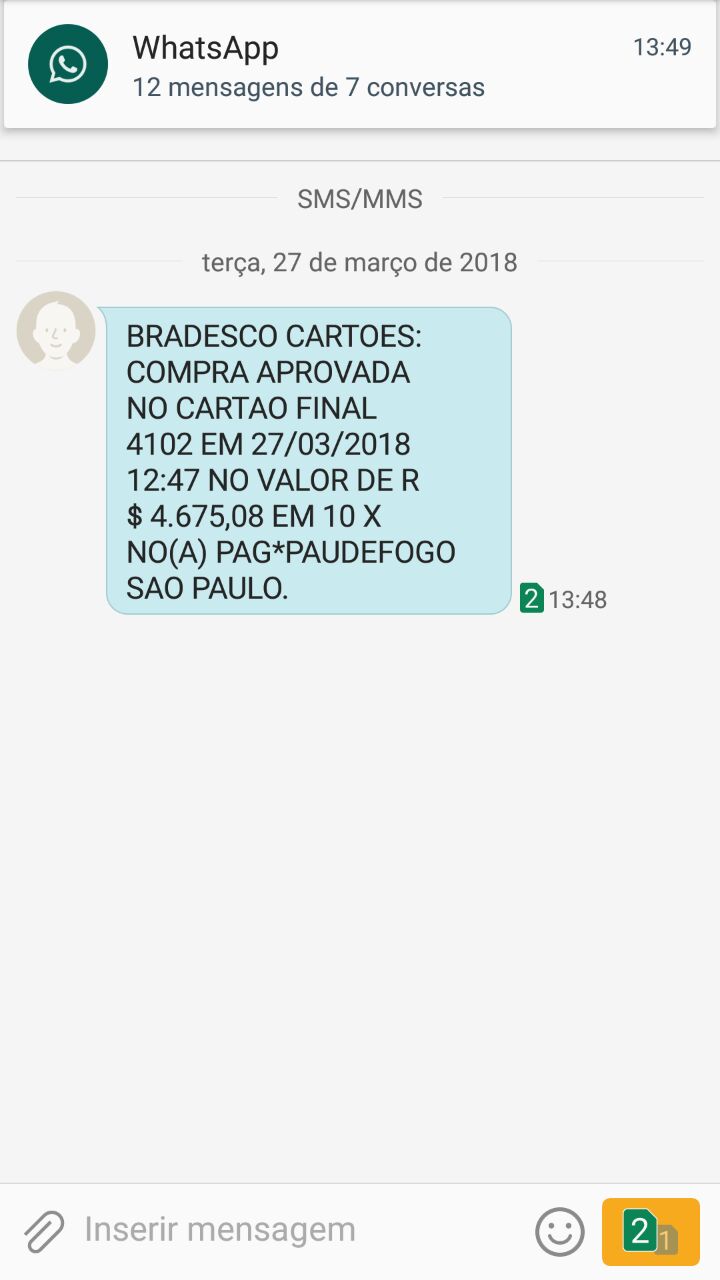 WhatsApp
13:49
12 mensagens de 7 conversas
SMS/MMS
terça, 27 de março de 2018
BRADESCO CARTOES:
COMPRA APROVADA
NO CARTAO FINAL
4102 EM 27/03/2018
12:47 NO VALOR DE R
$ 4.675,08 EM 10 X
NO(A) PAG*PAUDEFOGO
SAO PAULO.
2 13:48
Inserir mensagem
2 1